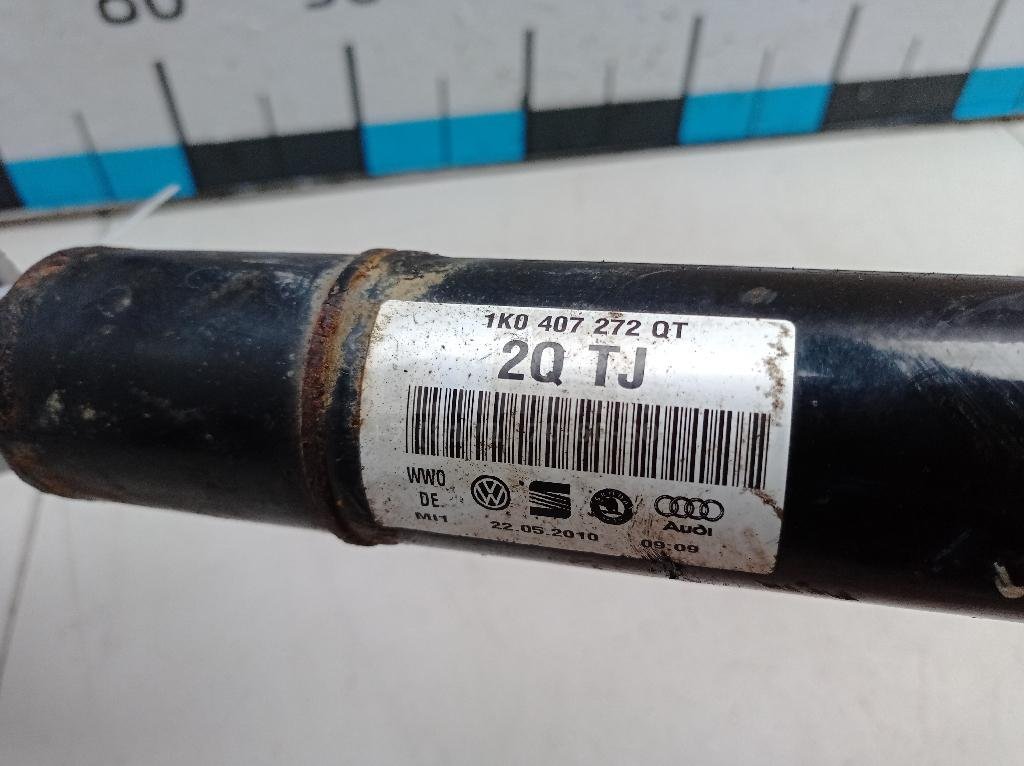 1K0 407 272 QT
2Q TJ
WWO
DE
MI1
22.05.2010
09:09
Audi